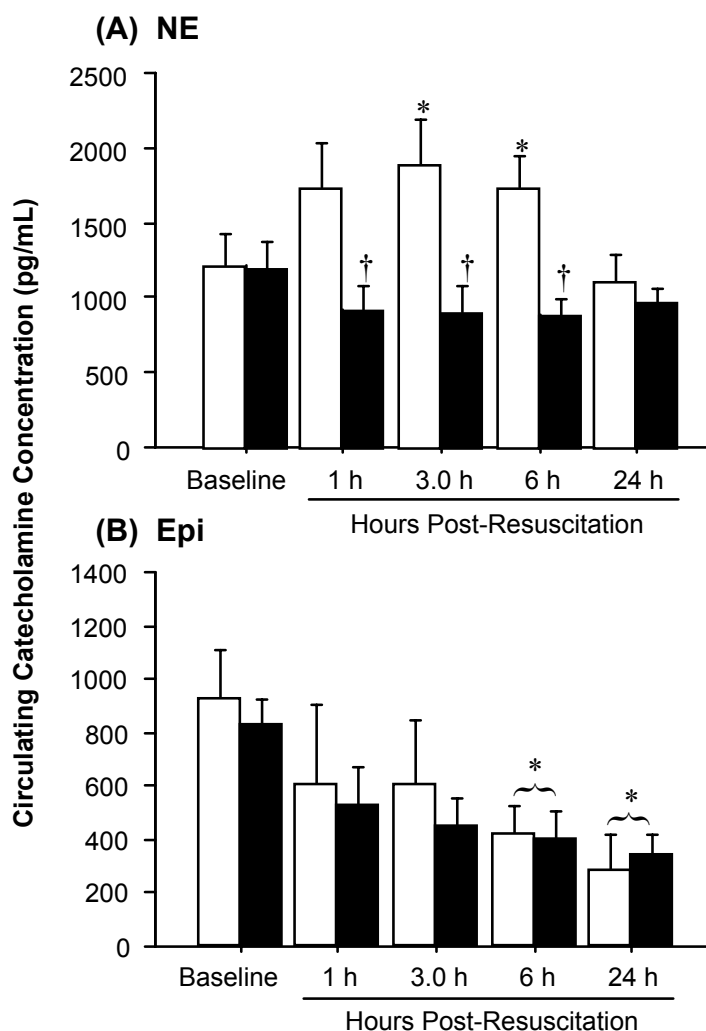 (A) NE
Circulating Catecholamine Concentration (pg/mL)
2500
2000
1500
1000
500
0
* *
† † †
Baseline 1 h 3.0 h 6 h 24 h
Hours Post-Resuscitation
(B) Epi
1400
1200
1000
800
600
400
200
0
* *
Baseline 1 h 3.0 h 6 h 24 h
Hours Post-Resuscitation